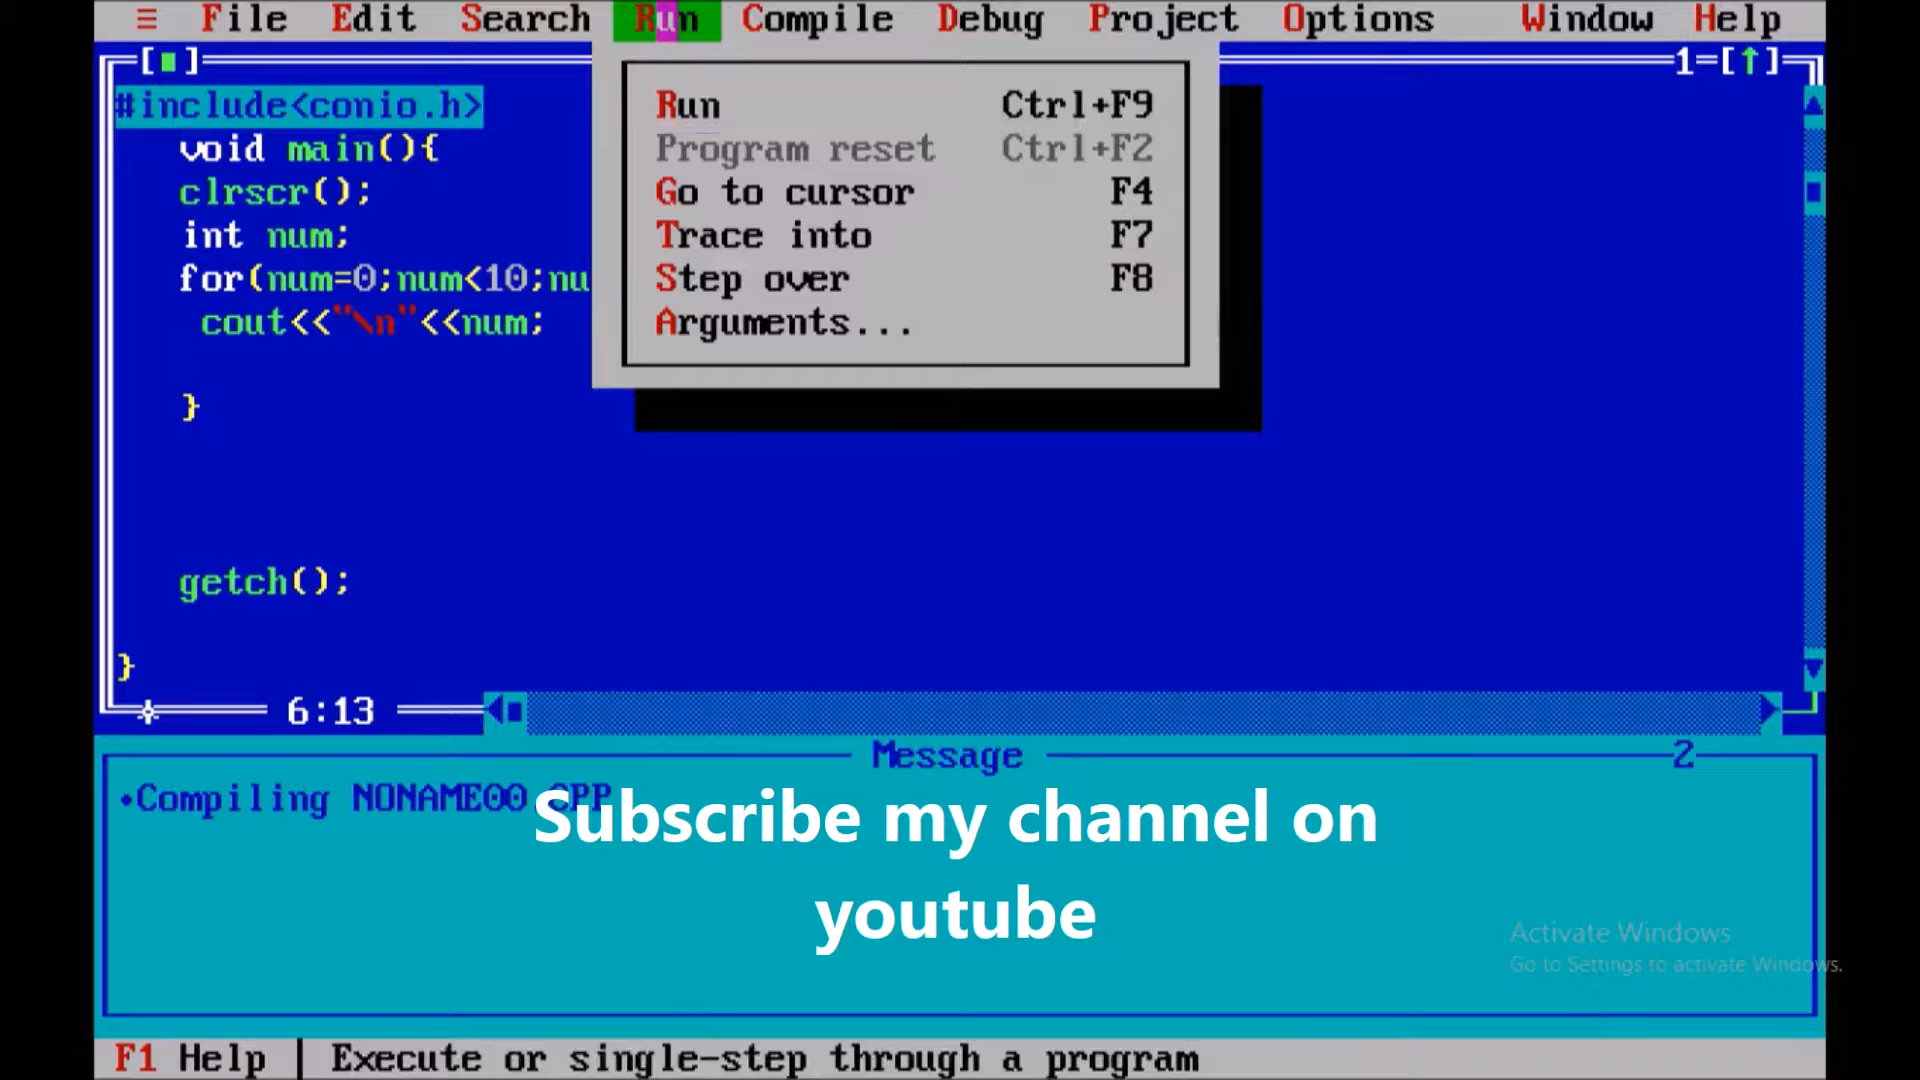 ≡ File Edit Search Run Compile Debug Project Options Window Help
[■] 1=[↑]
#include<conio.h>
void main(){
clrscr();
int num;
for(num=0;num<10;nu
cout<<"\n"<<num;
}
getch();
}
Run Ctrl+F9
Program reset Ctrl+F2
Go to cursor F4
Trace into F7
Step over F8
Arguments...
6:13
Message 2
•Compiling NONAME00 CPP
Subscribe my channel on
youtube
Activate Windows
Go to Settings to activate Windows.
F1 Help | Execute or single-step through a program